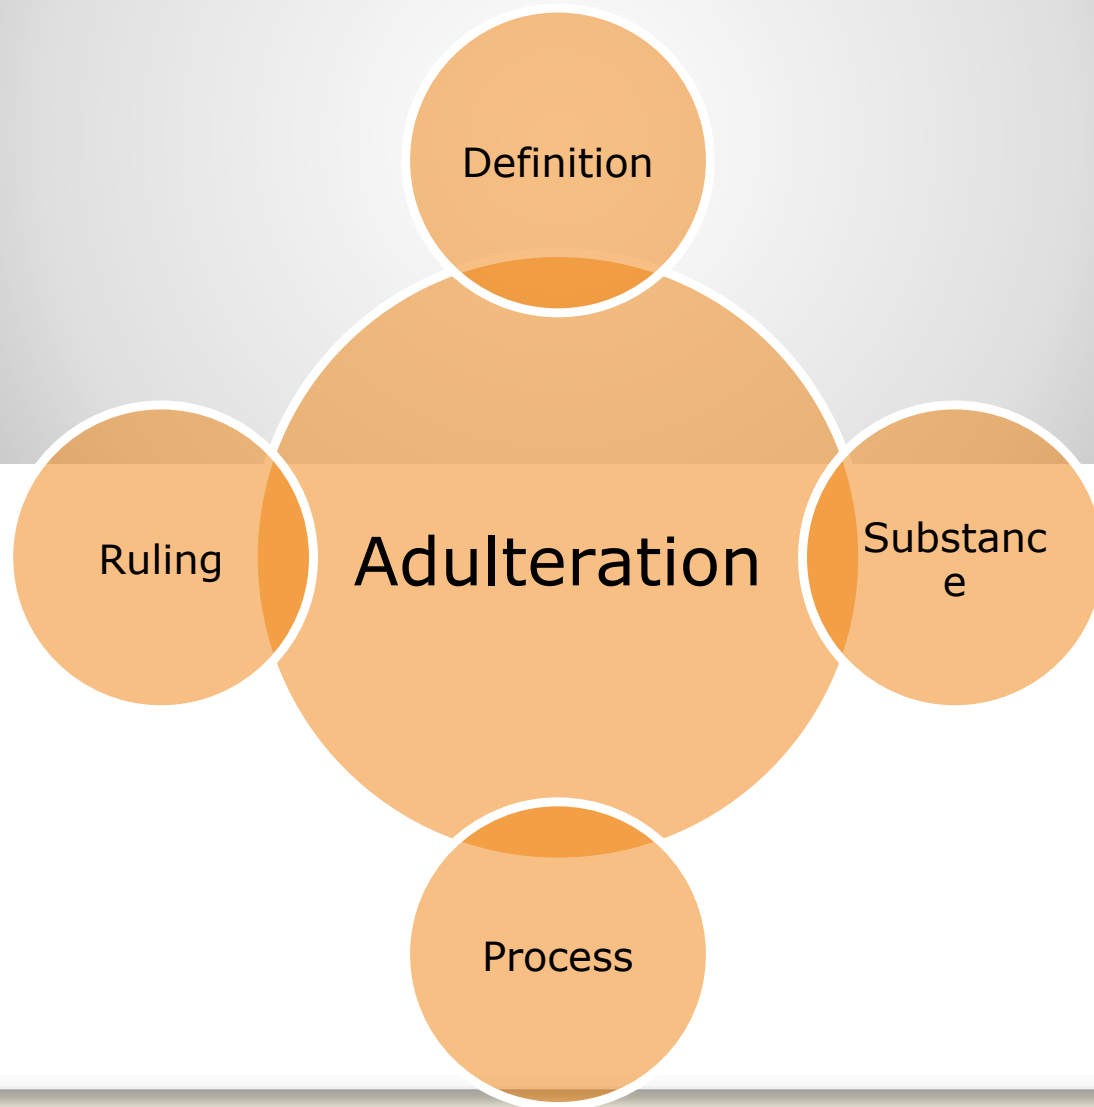 Definition
Ruling
Adulteration
Substanc
e
Process